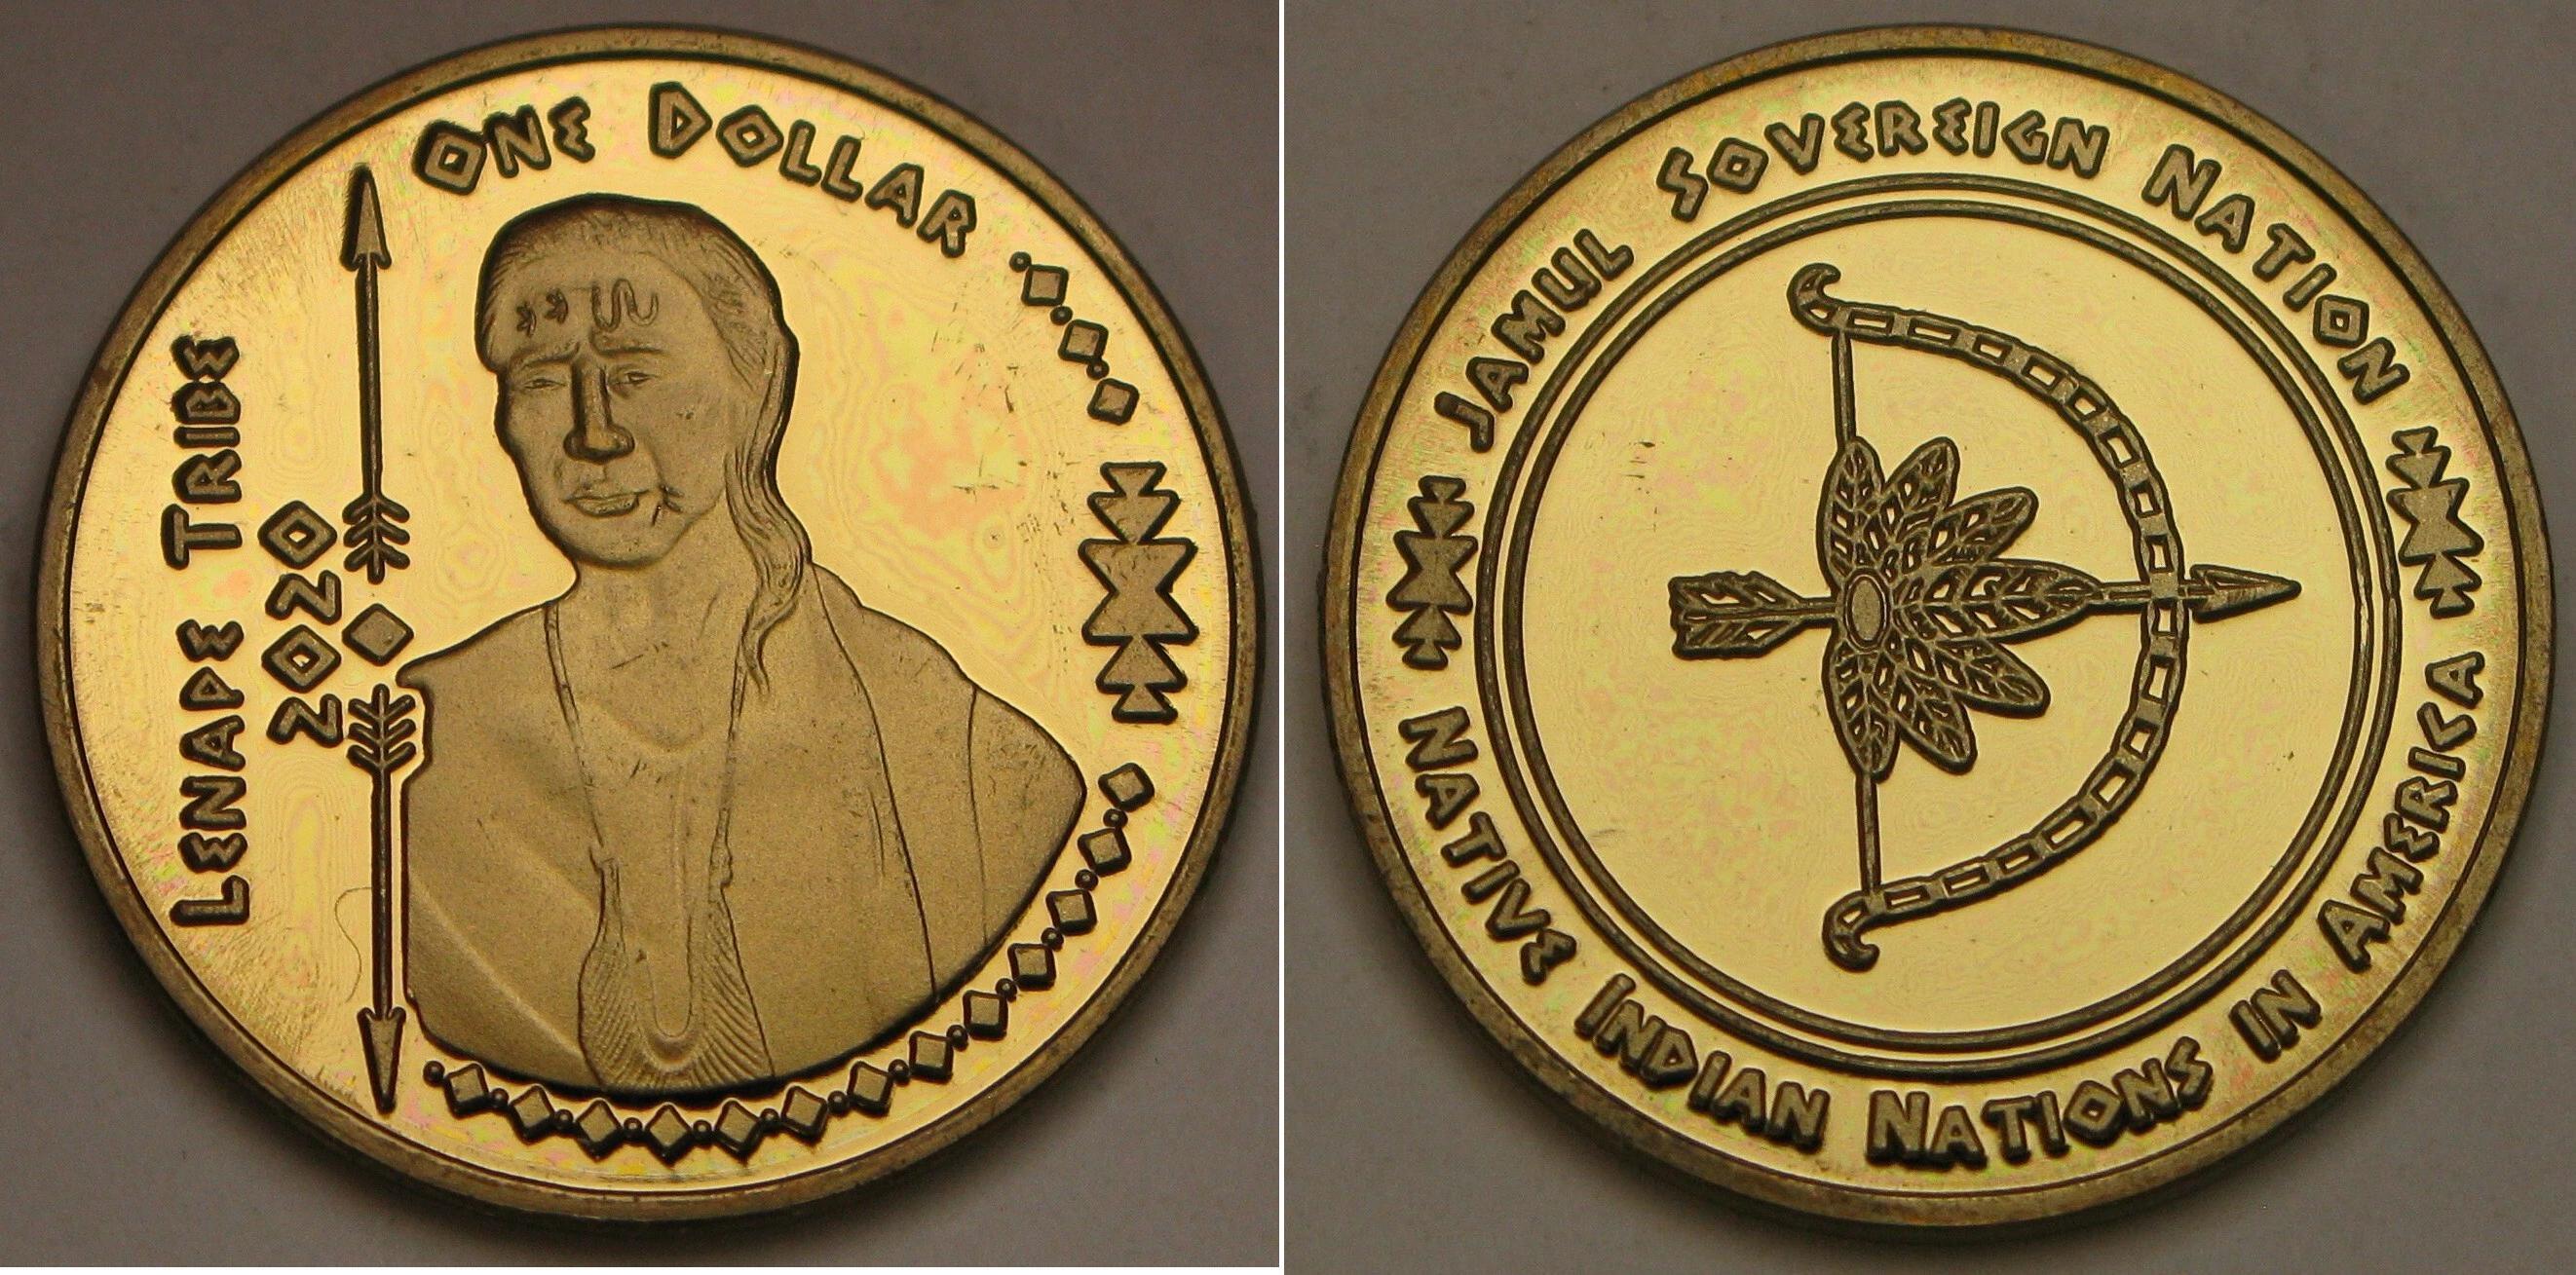 One Dollar
Lenape Tribe
2020
Jamul Sovereign Nation
Native Indian Nations in America